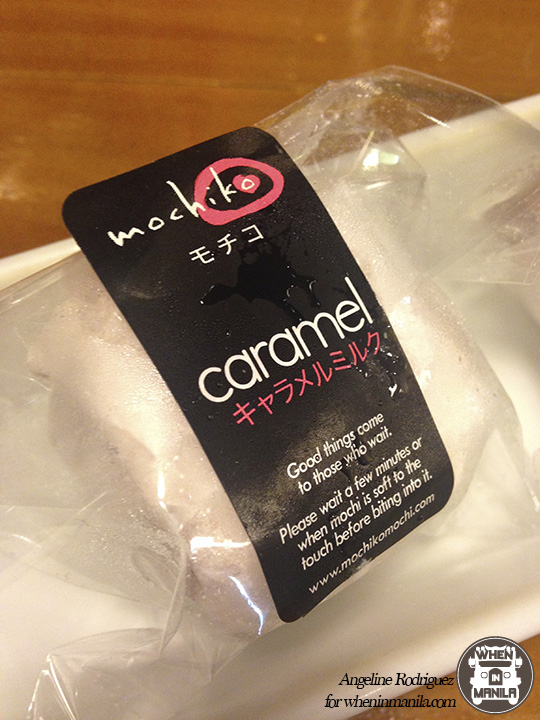 mochiko
モチコ
caramel
キャラメルミルク
Good things come
to those who wait.
Please wait a few minutes or
when mochi is soft to the
touch before biting into it.
www.mochikomochi.com
Angeline Rodriguez
for wheninmanila.com
WHEN
IN
MANILA